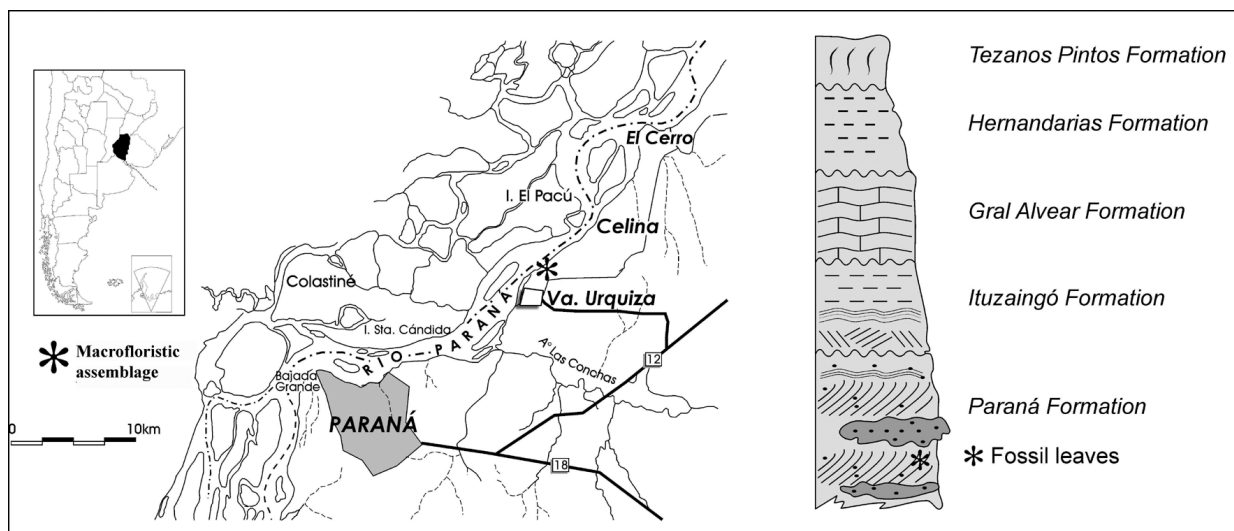 El Cerro
I. El Pacú
Celina
Colastiné
Va. Urquiza
I. Sta. Cándida
RIO PARANÁ
Aº Las Conchas
12
Bajada
Grande
PARANÁ
18
Macrofloristic
assemblage
0 10km
Tezanos Pintos Formation
Hernandarias Formation
Gral Alvear Formation
Ituzaingó Formation
Paraná Formation
Fossil leaves